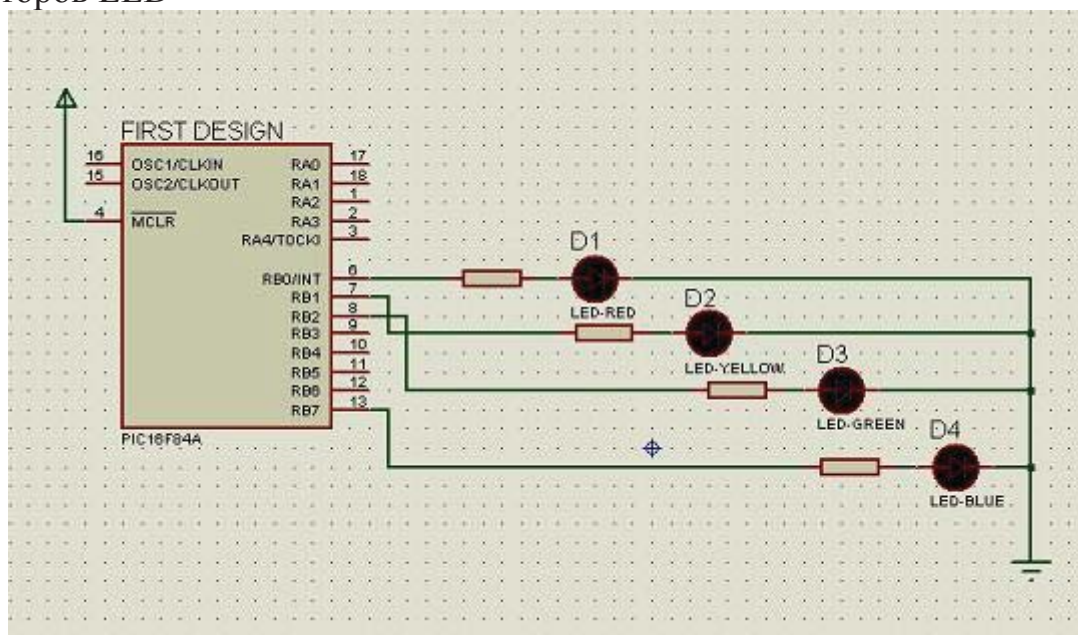 торов LED
FIRST DESIGN
16 OSC1/CLKIN RA0 17
15 OSC2/CLKOUT RA1 18
RA2 1
4 MCLR RA3 2
RA4/T0CKI 3
RB0/INT 6
RB1 7
RB2 8
RB3 9
RB4 10
RB5 11
RB6 12
RB7 13
PIC16F84A
D1
LED-RED
D2
LED-YELLOW
D3
LED-GREEN
D4
LED-BLUE